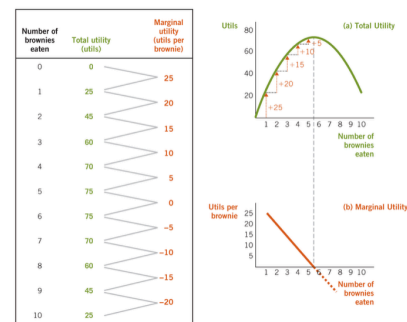 Number of
brownies
eaten
Total utility
(utils)
Marginal
utility
(utils per
brownie)
0 0
25
1 25
20
2 45
15
3 60
10
4 70
5
5 75
0
6 75
−5
7 70
−10
8 60
−15
9 45
−20
10 25
Utils
(a) Total Utility
80
60
40
20
+5
+10
+15
+20
+25
1 2 3 4 5 6 7 8 9 10
Number of
brownies
eaten
Utils per
brownie
(b) Marginal Utility
25
20
15
10
5
1 2 3 4 5 6 7 8 9 10
Number of
brownies
eaten